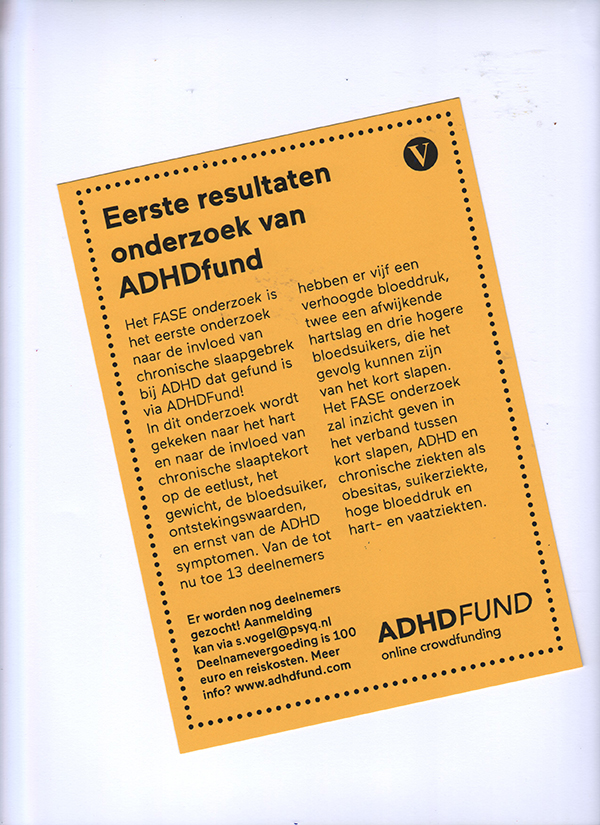 V
Eerste resultaten
onderzoek van
ADHDfund
Het FASE onderzoek is
het eerste onderzoek
naar de invloed van
chronische slaapgebrek
bij ADHD dat gefund is
via ADHDFund!
In dit onderzoek wordt
gekeken naar het hart
en naar de invloed van
chronische slaaptekort
op de eetlust, het
gewicht, de bloedsuiker,
ontstekingswaarden,
en ernst van de ADHD
symptomen. Van de tot
nu toe 13 deelnemers
hebben er vijf een
verhoogde bloeddruk,
twee een afwijkende
hartslag en drie hogere
bloedsuikers, die het
gevolg kunnen zijn
van het kort slapen.
Het FASE onderzoek
zal inzicht geven in
het verband tussen
kort slapen, ADHD en
chronische ziekten als
obesitas, suikerziekte,
hoge bloeddruk en
hart- en vaatziekten.
Er worden nog deelnemers
gezocht! Aanmelding
kan via s.vogel@psyq.nl
Deelnamevergoeding is 100
euro en reiskosten. Meer
info? www.adhdfund.com
ADHDFUND
online crowdfunding